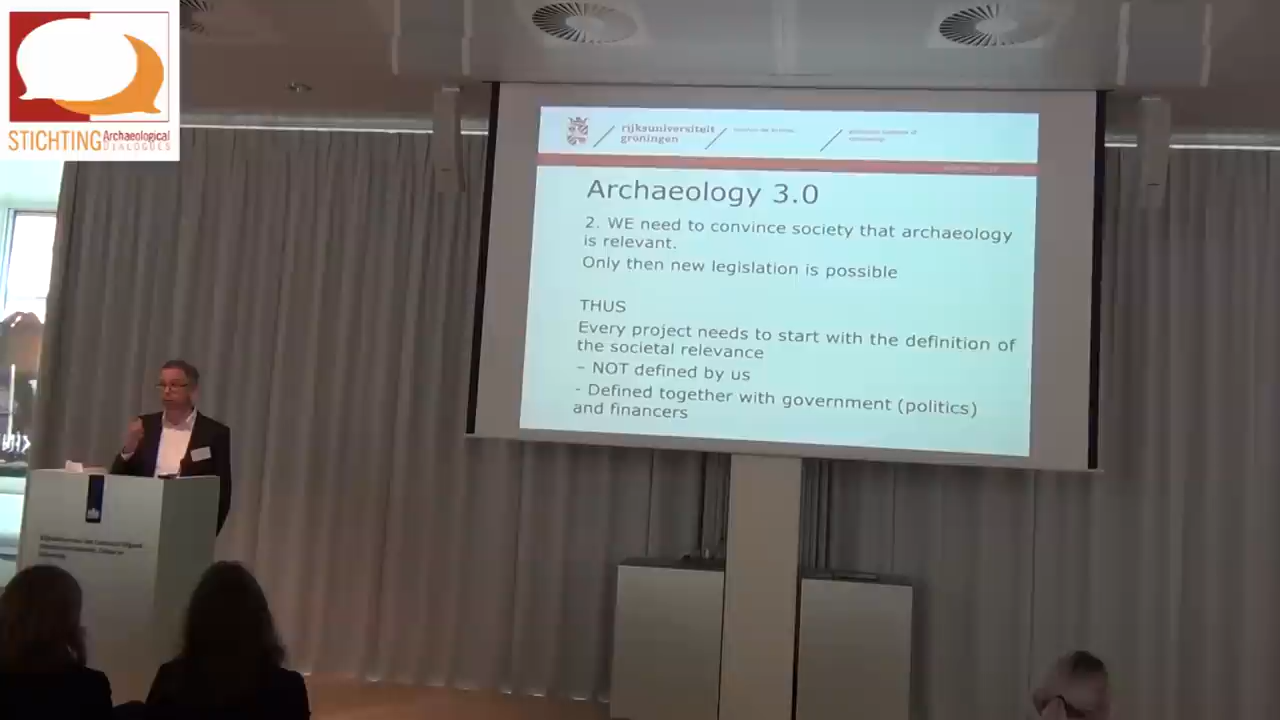 STICHTING Archaeological
DIALOGUES
rijksuniversiteit
groningen
Archaeology 3.0
2. WE need to convince society that archaeology
is relevant.
Only then new legislation is possible
THUS
Every project needs to start with the definition of
the societal relevance
– NOT defined by us
- Defined together with government (politics)
and financers